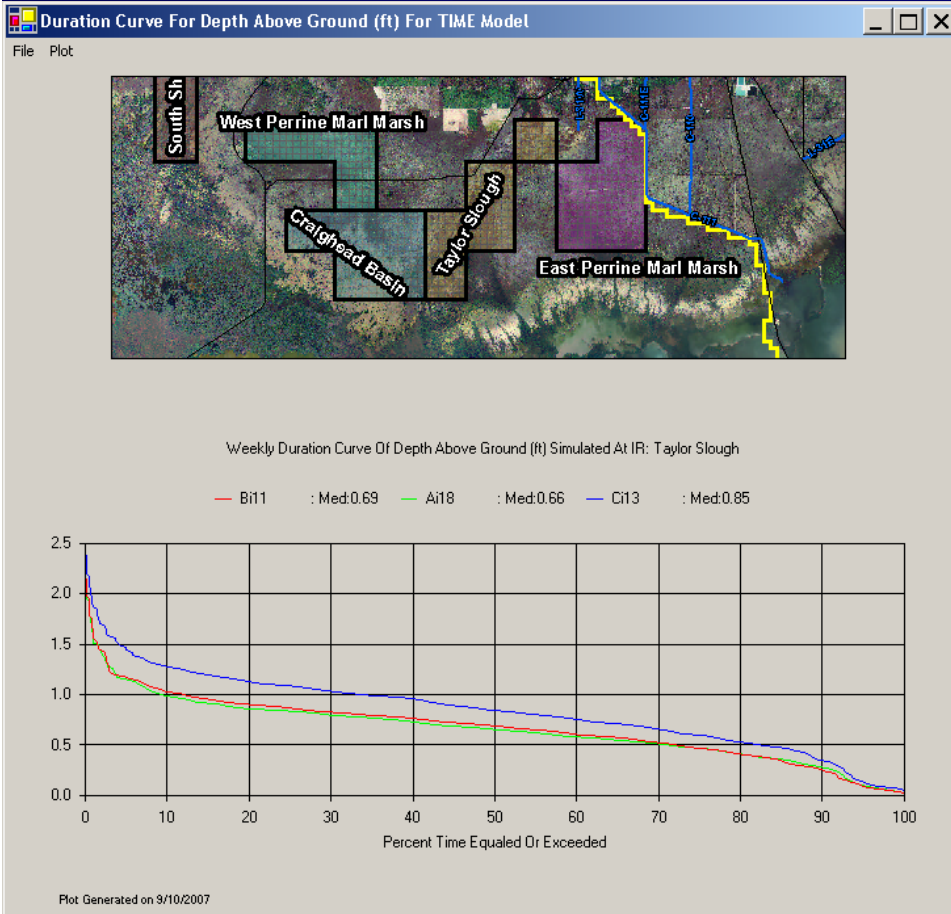 Duration Curve For Depth Above Ground (ft) For TIME Model
File Plot
South Sh
West Perrine Marl Marsh
Craighead Basin
Taylor Slough
East Perrine Marl Marsh
C-111E
C-111
L-31E
Weekly Duration Curve Of Depth Above Ground (ft) Simulated At IR: Taylor Slough
Bi11 : Med:0.69 Ai18 : Med:0.66 Ci13 : Med:0.85
2.5
2.0
1.5
1.0
0.5
0.0
0 10 20 30 40 50 60 70 80 90 100
Percent Time Equaled Or Exceeded
Plot Generated on 9/10/2007